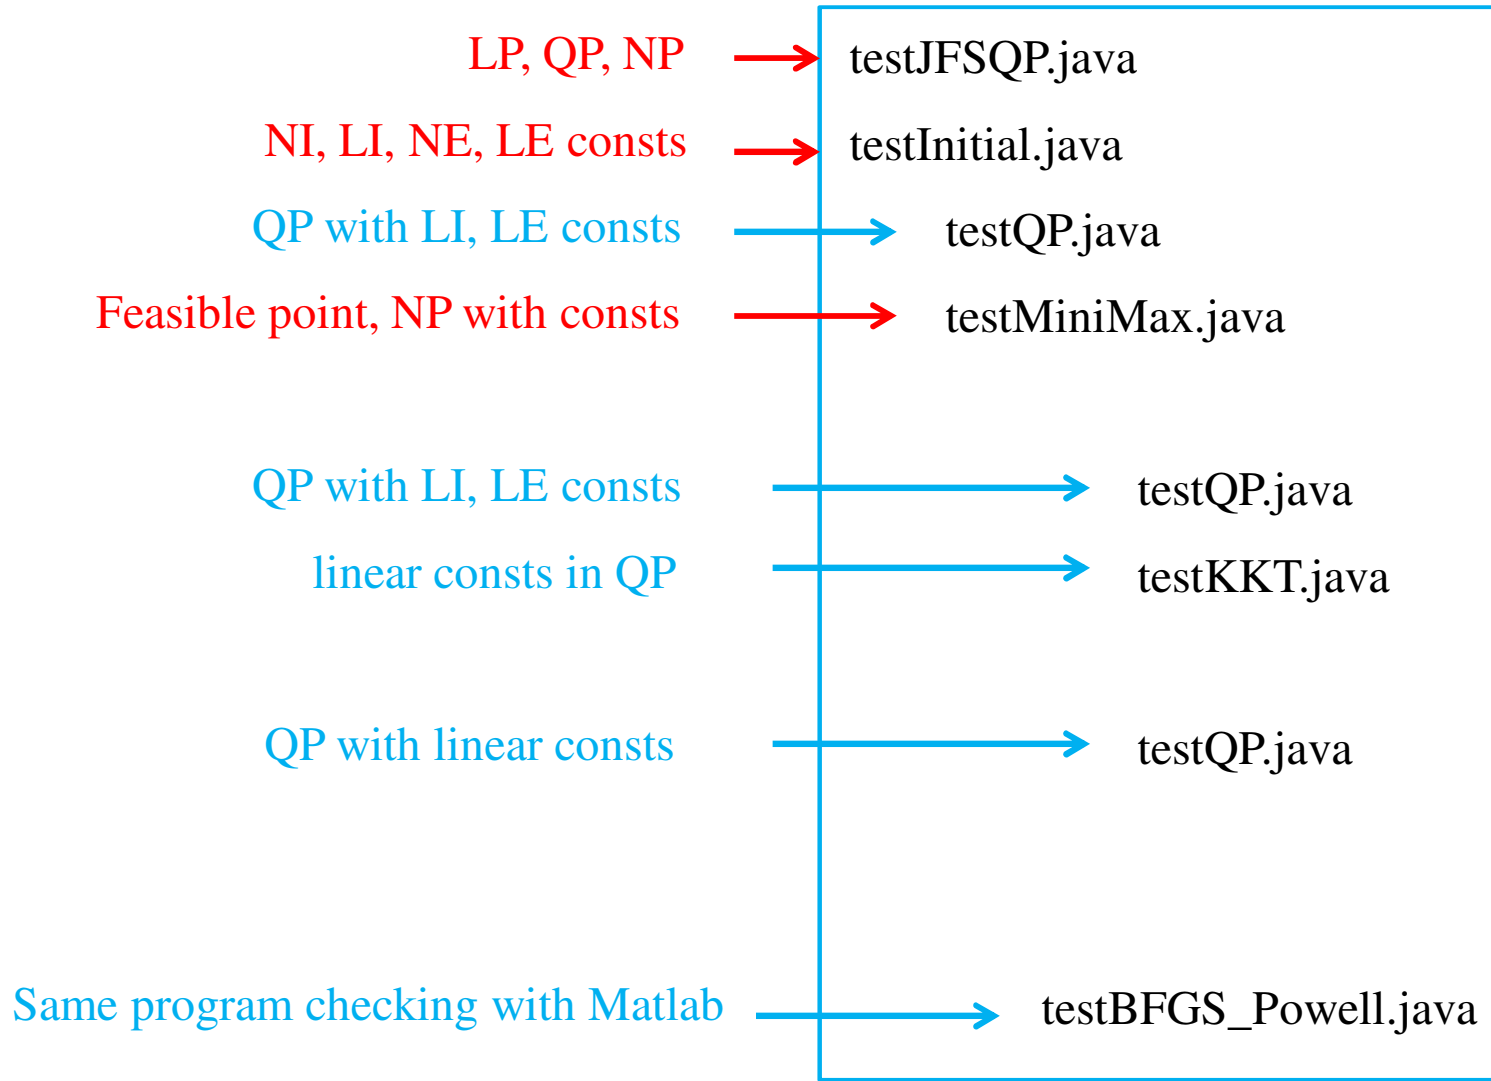 LP, QP, NP testJFSQP.java
NI, LI, NE, LE consts testInitial.java
QP with LI, LE consts testQP.java
Feasible point, NP with consts testMiniMax.java
QP with LI, LE consts testQP.java
linear consts in QP testKKT.java
QP with linear consts testQP.java
Same program checking with Matlab testBFGS_Powell.java